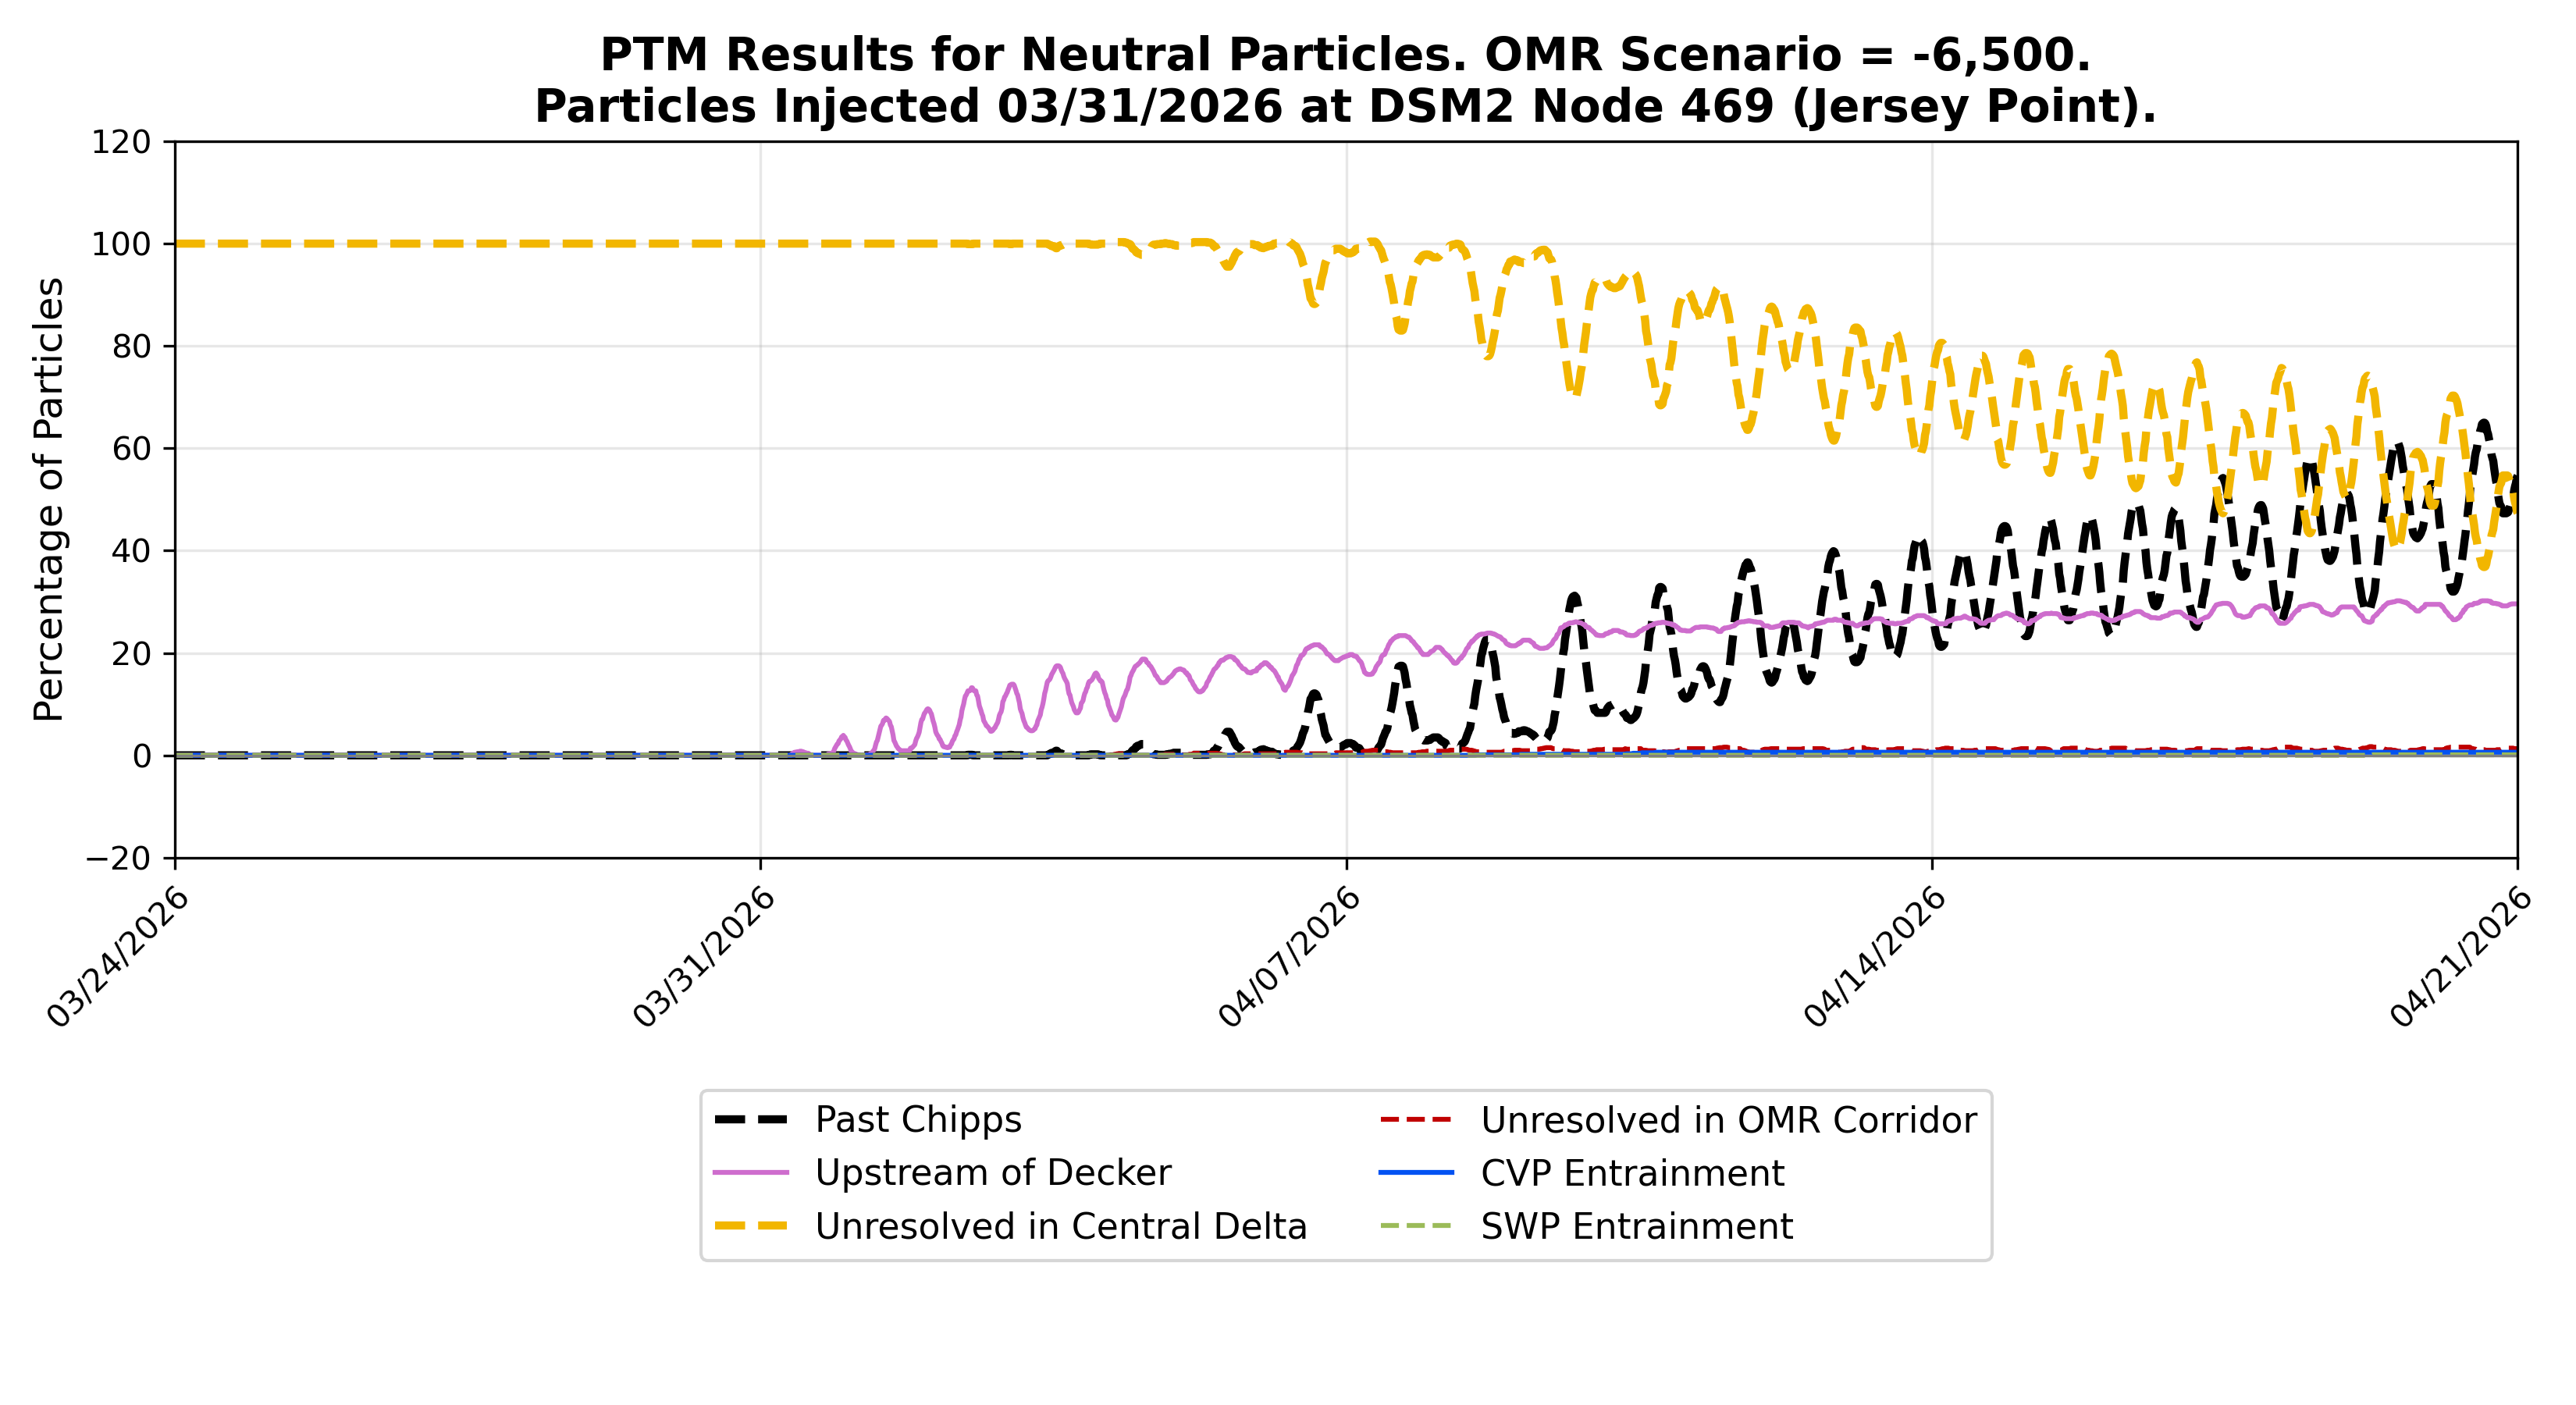 PTM Results for Neutral Particles. OMR Scenario = -6,500.
Particles Injected 03/31/2026 at DSM2 Node 469 (Jersey Point).
Percentage of Particles
120
100
80
60
40
20
0
−20
03/24/2026
03/31/2026
04/07/2026
04/14/2026
04/21/2026
Past Chipps
Upstream of Decker
Unresolved in Central Delta
Unresolved in OMR Corridor
CVP Entrainment
SWP Entrainment